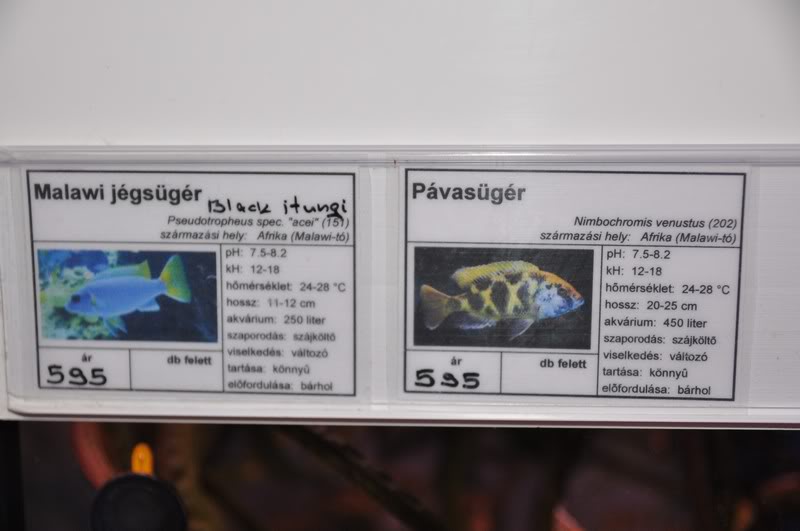 Malawi jégsügér
Black itungi
Pseudotropheus spec. "acei" (151)
származási hely: Afrika (Malawi-tó)
pH: 7.5-8.2
kH: 12-18
hőmérséklet: 24-28 °C
hossz: 11-12 cm
akvárium: 250 liter
szaporodás: szájköltő
viselkedés: változó
tartása: könnyű
előfordulása: bárhol
ár
595
db felett
Pávasügér
Nimbochromis venustus (202)
származási hely: Afrika (Malawi-tó)
pH: 7.5-8.2
kH: 12-18
hőmérséklet: 24-28 °C
hossz: 20-25 cm
akvárium: 450 liter
szaporodás: szájköltő
viselkedés: változó
tartása: könnyű
előfordulása: bárhol
ár
595
db felett